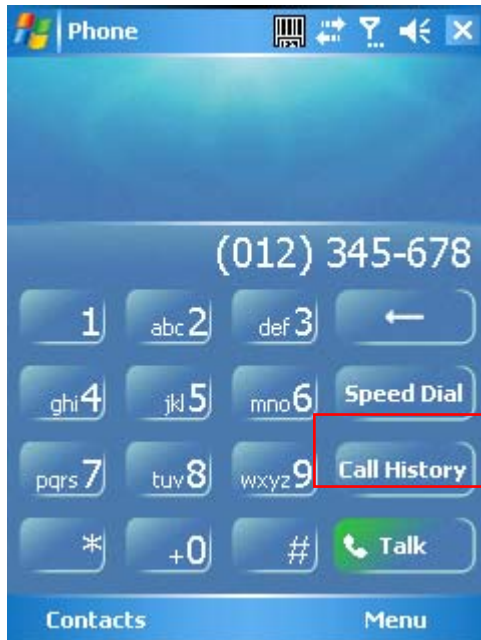 Phone
(012) 345-678
1 abc2 def3
ghi4 jkl5 mno6 Speed Dial
pqrs7 tuv8 wxyz9 Call History
* +0 # Talk
Contacts Menu